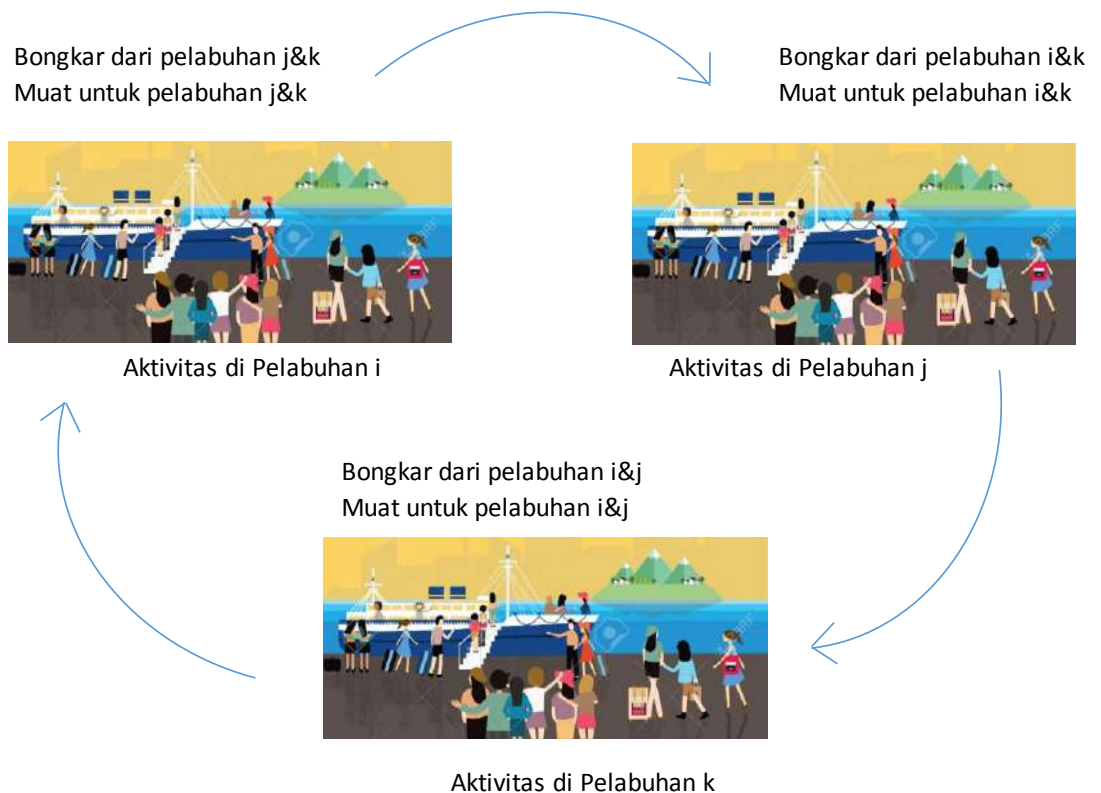 Bongkar dari pelabuhan j&k
Muat untuk pelabuhan j&k
Bongkar dari pelabuhan i&k
Muat untuk pelabuhan i&k
Aktivitas di Pelabuhan i
Aktivitas di Pelabuhan j
Bongkar dari pelabuhan i&j
Muat untuk pelabuhan i&j
Aktivitas di Pelabuhan k